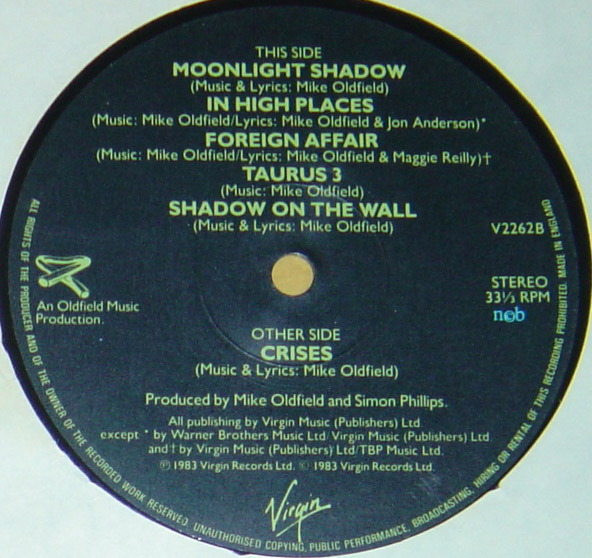 THIS SIDE
MOONLIGHT SHADOW
(Music & Lyrics: Mike Oldfield)
IN HIGH PLACES
(Music: Mike Oldfield/Lyrics: Mike Oldfield & Jon Anderson)*
FOREIGN AFFAIR
(Music: Mike Oldfield/Lyrics: Mike Oldfield & Maggie Reilly)†
TAURUS 3
(Music: Mike Oldfield)
SHADOW ON THE WALL
(Music & Lyrics: Mike Oldfield)
V2262B
An Oldfield Music
Production.
STEREO
33⅓ RPM
ncb
OTHER SIDE
CRISES
(Music & Lyrics: Mike Oldfield)
Produced by Mike Oldfield and Simon Phillips.
All publishing by Virgin Music (Publishers) Ltd
except * by Warner Brothers Music Ltd/Virgin Music (Publishers) Ltd
and † by Virgin Music (Publishers) Ltd/TBP Music Ltd.
℗ 1983 Virgin Records Ltd. © 1983 Virgin Records Ltd.
Virgin
ALL RIGHTS OF THE PRODUCER AND OF THE OWNER OF THE RECORDED WORK RESERVED. UNAUTHORISED COPYING, PUBLIC PERFORMANCE, BROADCASTING, HIRING OR RENTAL OF THIS RECORDING PROHIBITED. MADE IN ENGLAND